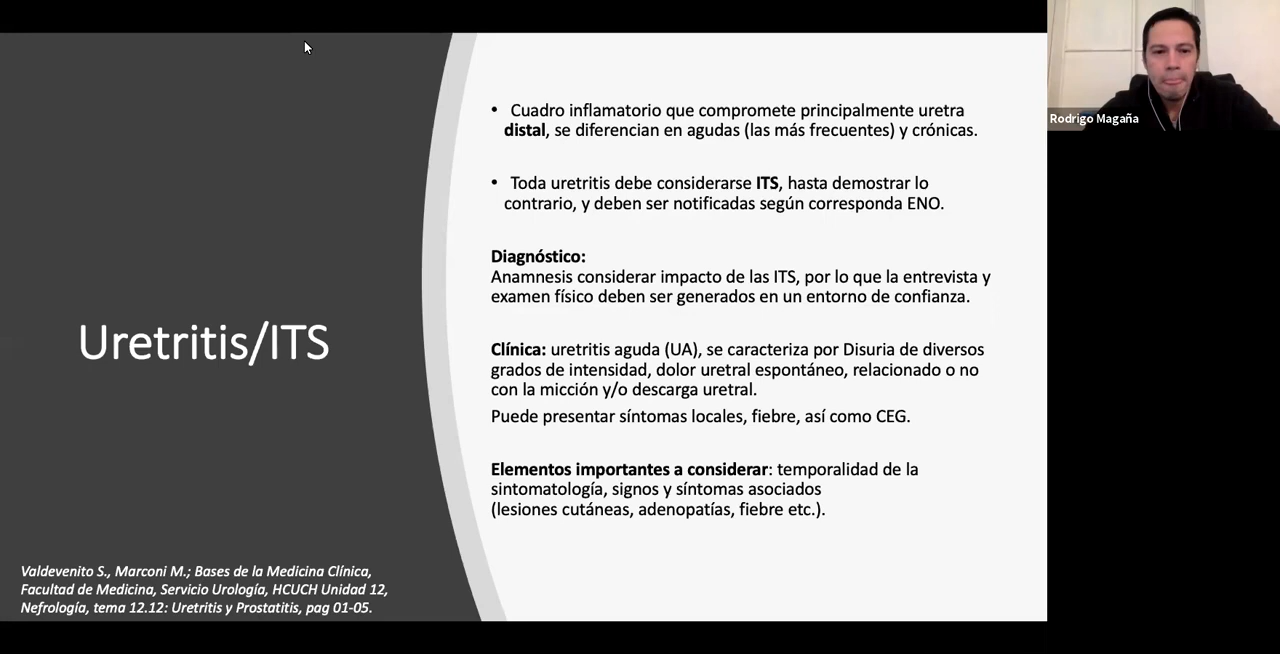 Uretritis/ITS
Valdevenito S., Marconi M.; Bases de la Medicina Clínica,
Facultad de Medicina, Servicio Urología, HCUCH Unidad 12,
Nefrología, tema 12.12: Uretritis y Prostatitis, pag 01-05.
• Cuadro inflamatorio que compromete principalmente uretra
distal, se diferencian en agudas (las más frecuentes) y crónicas.
• Toda uretritis debe considerarse ITS, hasta demostrar lo
contrario, y deben ser notificadas según corresponda ENO.
Diagnóstico:
Anamnesis considerar impacto de las ITS, por lo que la entrevista y
examen físico deben ser generados en un entorno de confianza.
Clínica: uretritis aguda (UA), se caracteriza por Disuria de diversos
grados de intensidad, dolor uretral espontáneo, relacionado o no
con la micción y/o descarga uretral.
Puede presentar síntomas locales, fiebre, así como CEG.
Elementos importantes a considerar: temporalidad de la
sintomatología, signos y síntomas asociados
(lesiones cutáneas, adenopatías, fiebre etc.).
Rodrigo Magaña